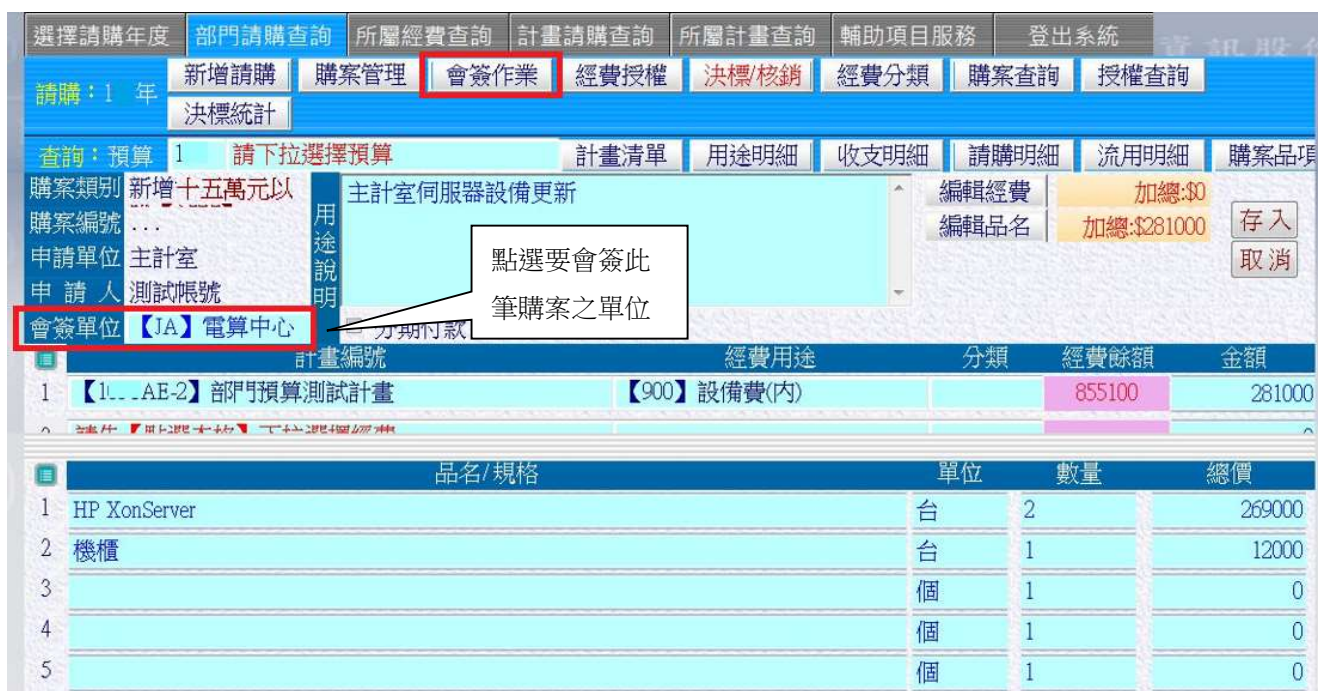 選擇請購年度 部門請購查詢 所屬經費查詢 計畫請購查詢 所屬計畫查詢 輔助項目服務 登出系統
請購：1 年 新增請購 購案管理 會簽作業 經費授權 決標/核銷 經費分類 購案查詢 授權查詢
決標統計
查詢：預算 1 請下拉選擇預算 計畫清單 用途明細 收支明細 請購明細 流用明細 購案品項
購案類別 新增十五萬元以 用途說明 主計室伺服器設備更新 編輯經費 加總:$0
購案編號 ... 編輯品名 加總:$281000 存入
申請單位 主計室 取消
申請人 測試帳號
點選要會簽此
筆購案之單位
會簽單位 【JA】電算中心 分期付款
計畫編號 經費用途 分類 經費餘額 金額
1 【1 AE-2】部門預算測試計畫 【900】設備費(內) 855100 281000
品名/規格 單位 數量 總價
1 HP XonServer 台 2 269000
2 機櫃 台 1 12000
3 個 1 0
4 個 1 0
5 個 1 0